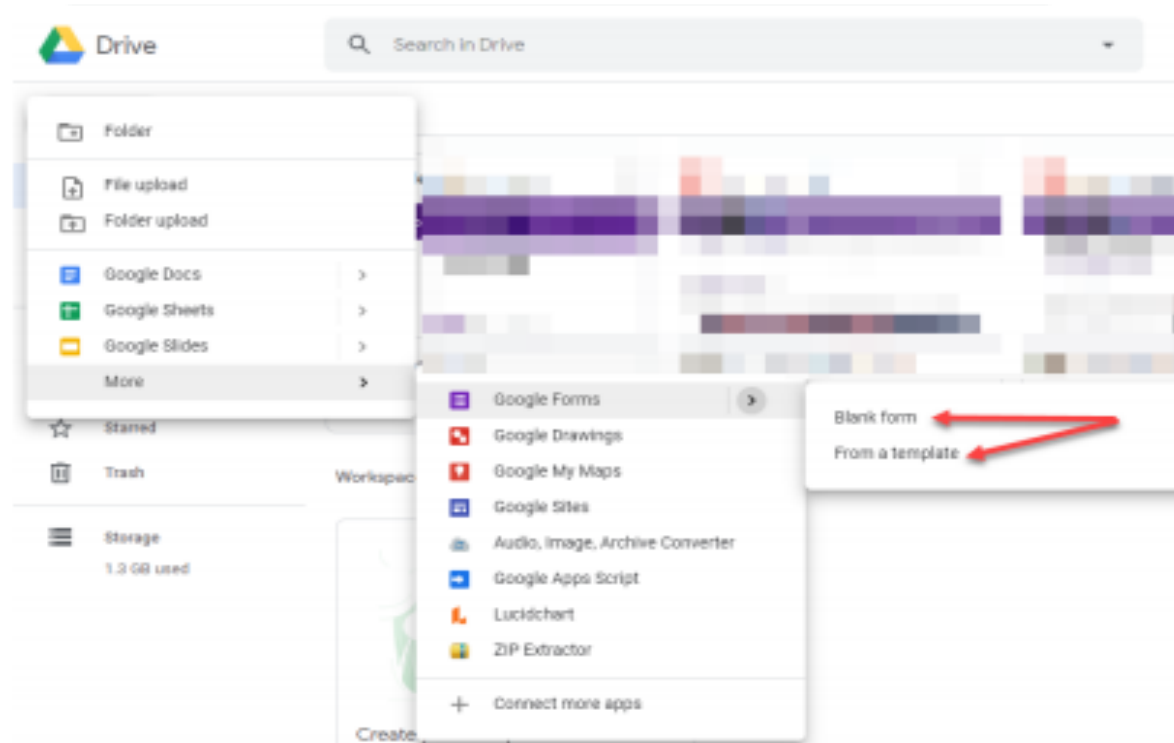 Drive
Search in Drive
Folder
File upload
Folder upload
Google Docs
Google Sheets
Google Slides
More
Starred
Trash
Storage
1.3 GB used
Workspac
Google Forms
Google Drawings
Google My Maps
Google Sites
Audio, Image, Archive Converter
Google Apps Script
Lucidchart
ZIP Extractor
Connect more apps
Blank form
From a template
Create